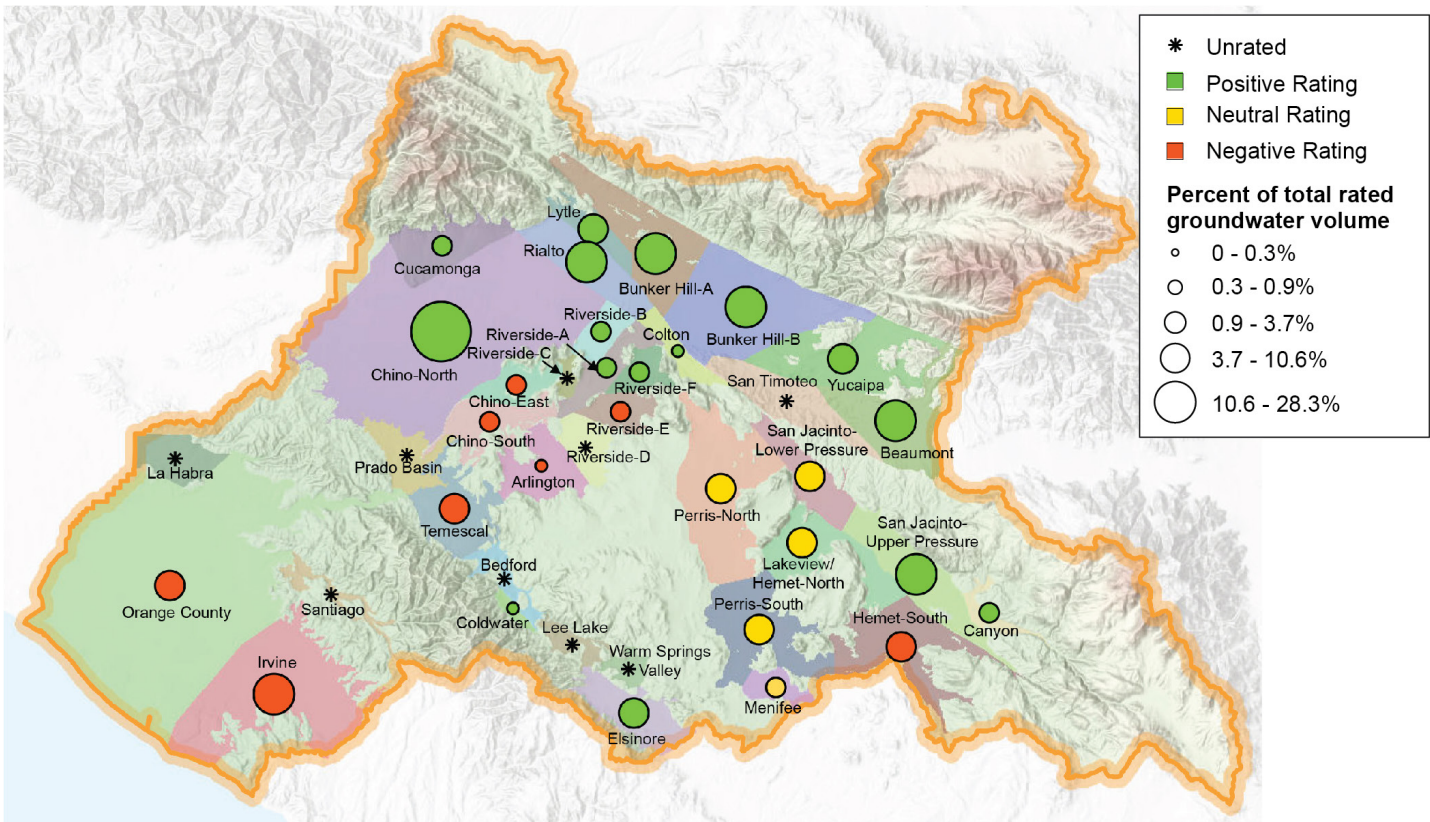 Unrated
Positive Rating
Neutral Rating
Negative Rating
Percent of total rated
groundwater volume
0 - 0.3%
0.3 - 0.9%
0.9 - 3.7%
3.7 - 10.6%
10.6 - 28.3%
Lytle
Rialto
Cucamonga
Bunker Hill-A
Riverside-B
Riverside-A
Colton
Bunker Hill-B
Riverside-C
Chino-North
Riverside-F
San Timoteo
Yucaipa
Chino-East
Riverside-E
San Jacinto-
Lower Pressure
Chino-South
Beaumont
Riverside-D
Prado Basin
La Habra
Arlington
Perris-North
San Jacinto-
Upper Pressure
Temescal
Lakeview/
Hemet-North
Bedford
Orange County
Santiago
Perris-South
Hemet-South
Coldwater
Lee Lake
Canyon
Warm Springs
Valley
Irvine
Menifee
Elsinore